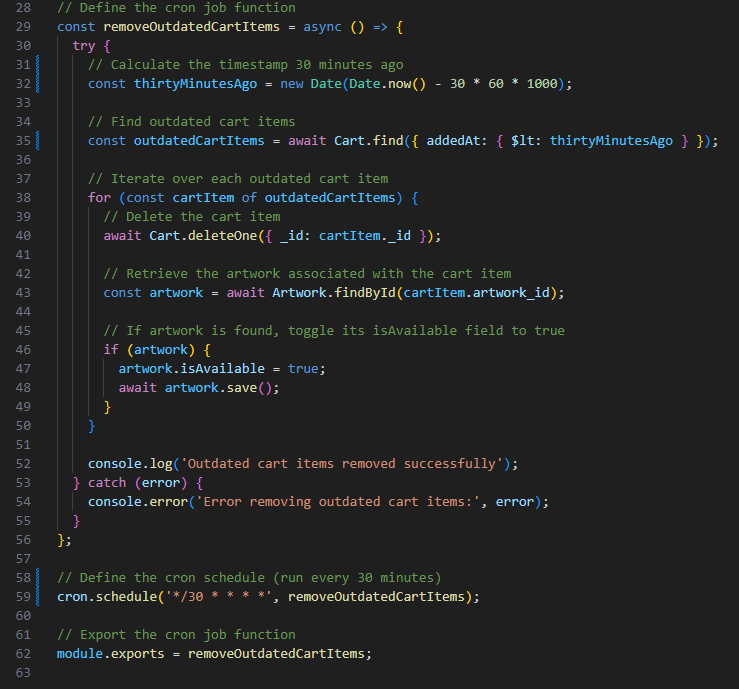 28 // Define the cron job function
29 const removeOutdatedCartItems = async () => {
30 try {
31 // Calculate the timestamp 30 minutes ago
32 const thirtyMinutesAgo = new Date(Date.now() - 30 * 60 * 1000);
33
34 // Find outdated cart items
35 const outdatedCartItems = await Cart.find({ addedAt: { $lt: thirtyMinutesAgo } });
36
37 // Iterate over each outdated cart item
38 for (const cartItem of outdatedCartItems) {
39 // Delete the cart item
40 await Cart.deleteOne({ _id: cartItem._id });
41
42 // Retrieve the artwork associated with the cart item
43 const artwork = await Artwork.findById(cartItem.artwork_id);
44
45 // If artwork is found, toggle its isAvailable field to true
46 if (artwork) {
47 artwork.isAvailable = true;
48 await artwork.save();
49 }
50 }
51
52 console.log('Outdated cart items removed successfully');
53 } catch (error) {
54 console.error('Error removing outdated cart items:', error);
55 }
56 };
57
58 // Define the cron schedule (run every 30 minutes)
59 cron.schedule('*/30 * * * *', removeOutdatedCartItems);
60
61 // Export the cron job function
62 module.exports = removeOutdatedCartItems;
63